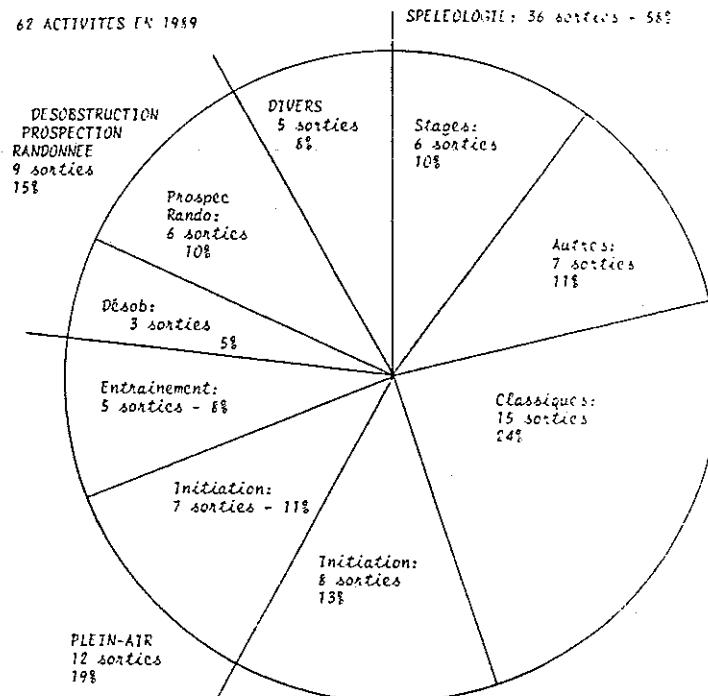 62 ACTIVITES EN 1989
SPELEOLOGIE: 36 sorties - 58%
DESOBSTRUCTION
PROSPECTION
RANDONNEE
9 sorties
15%
DIVERS
5 sorties
8%
Stages:
6 sorties
10%
Autres:
7 sorties
11%
Prospec
Rando:
6 sorties
10%
Désob:
3 sorties
5%
Entrainement:
5 sorties - 8%
Classiques:
15 sorties
24%
Initiation:
7 sorties - 11%
Initiation:
8 sorties
13%
PLEIN-AIR
12 sorties
19%